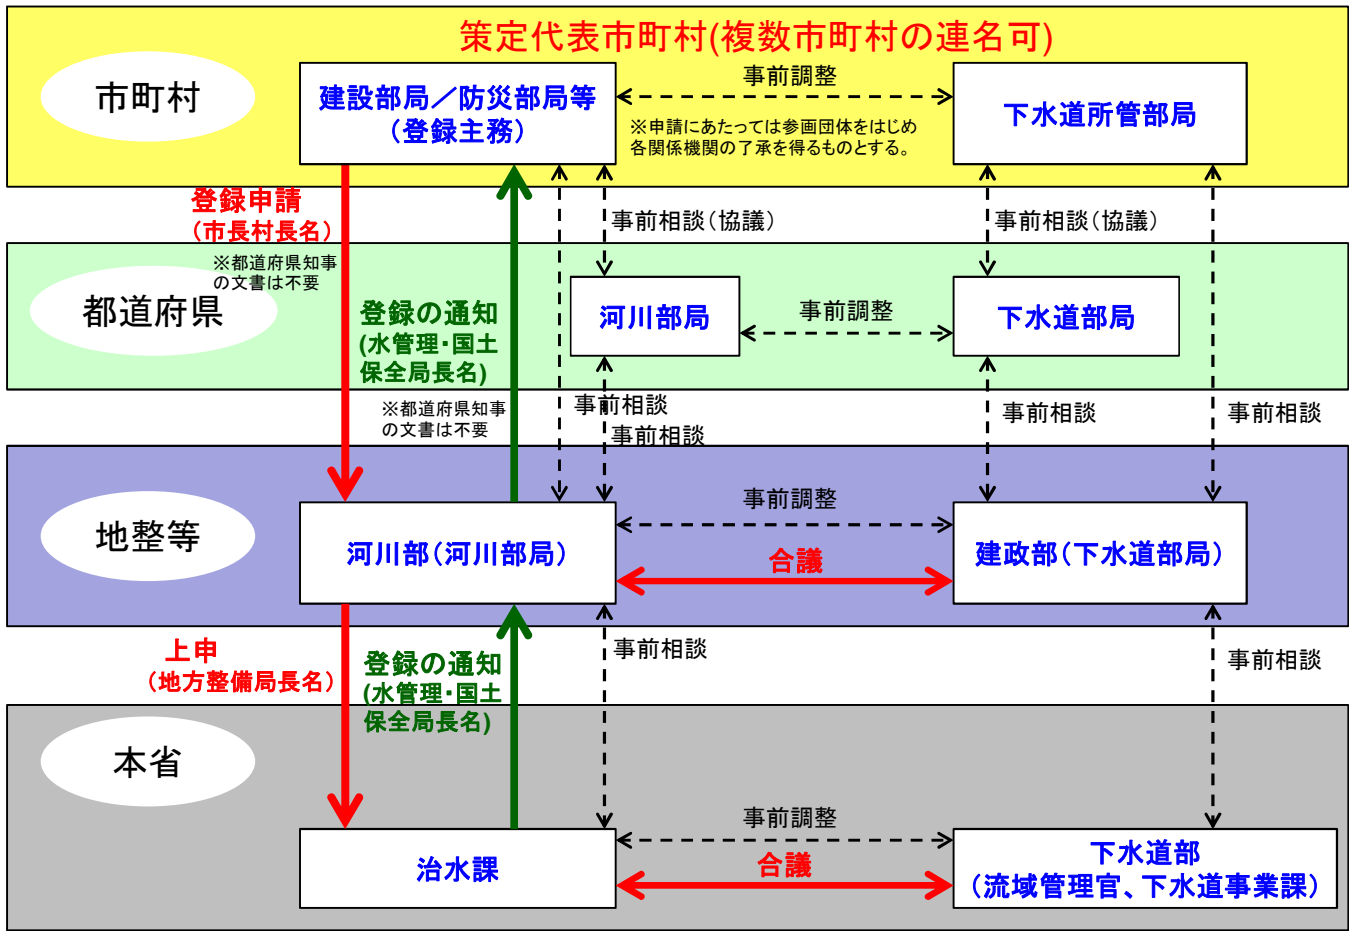 策定代表市町村(複数市町村の連名可)
市町村
建設部局／防災部局等
（登録主務）
事前調整
※申請にあたっては参画団体をはじめ
各関係機関の了承を得るものとする。
下水道所管部局
登録申請
（市長村長名）
※都道府県知事
の文書は不要
事前相談（協議）
事前相談（協議）
都道府県
登録の通知
(水管理・国土
保全局長名)
※都道府県知事
の文書は不要
河川部局
事前調整
下水道部局
事前相談
事前相談
事前相談
事前相談
地整等
河川部（河川部局）
事前調整
合議
建政部（下水道部局）
上申
（地方整備局長名）
登録の通知
(水管理・国土
保全局長名)
事前相談
事前相談
本省
治水課
事前調整
合議
下水道部
（流域管理官、下水道事業課）